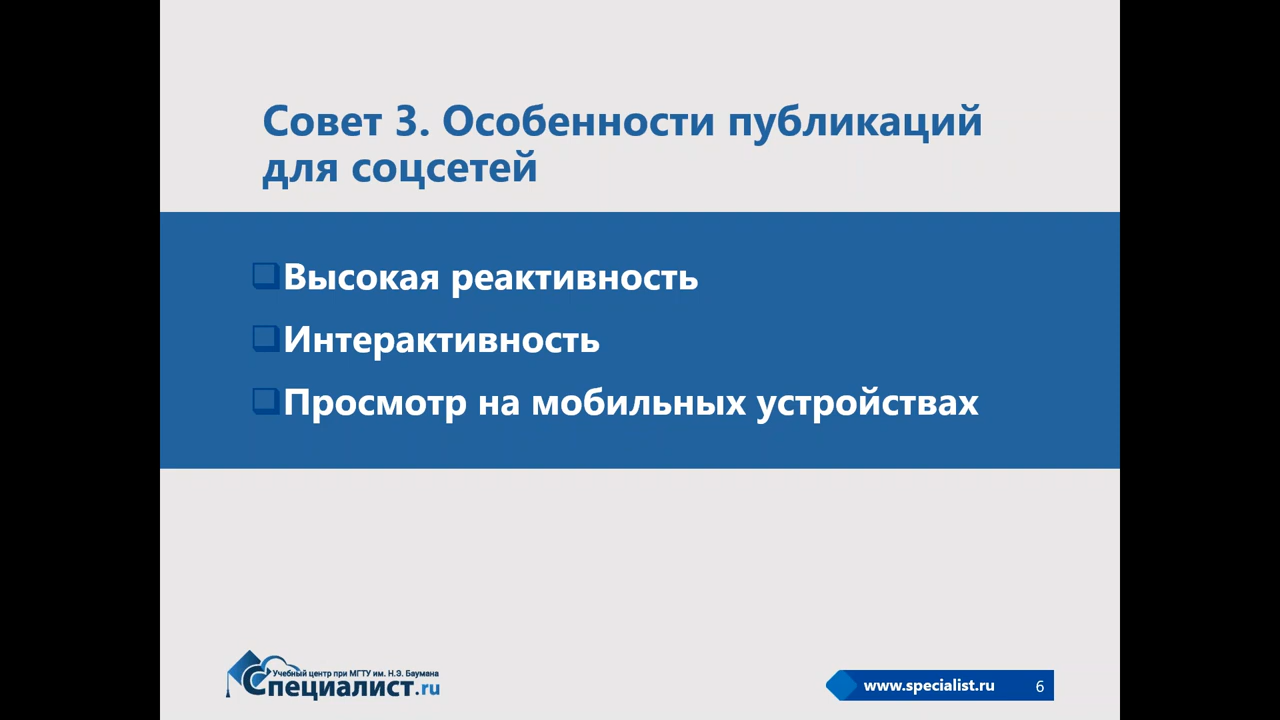 Совет 3. Особенности публикаций
для соцсетей
Высокая реактивность
Интерактивность
Просмотр на мобильных устройствах
Учебный центр при МГТУ им. Н.Э. Баумана
Специалист.ru
www.specialist.ru 6